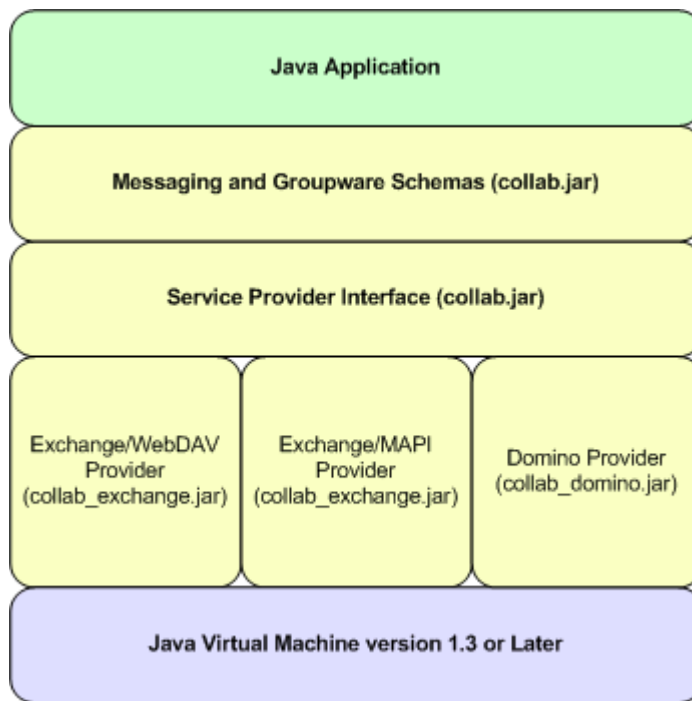 Java Application
Messaging and Groupware Schemas (collab.jar)
Service Provider Interface (collab.jar)
Exchange/WebDAV
Provider
(collab_exchange.jar)
Exchange/MAPI
Provider
(collab_exchange.jar)
Domino Provider
(collab_domino.jar)
Java Virtual Machine version 1.3 or Later